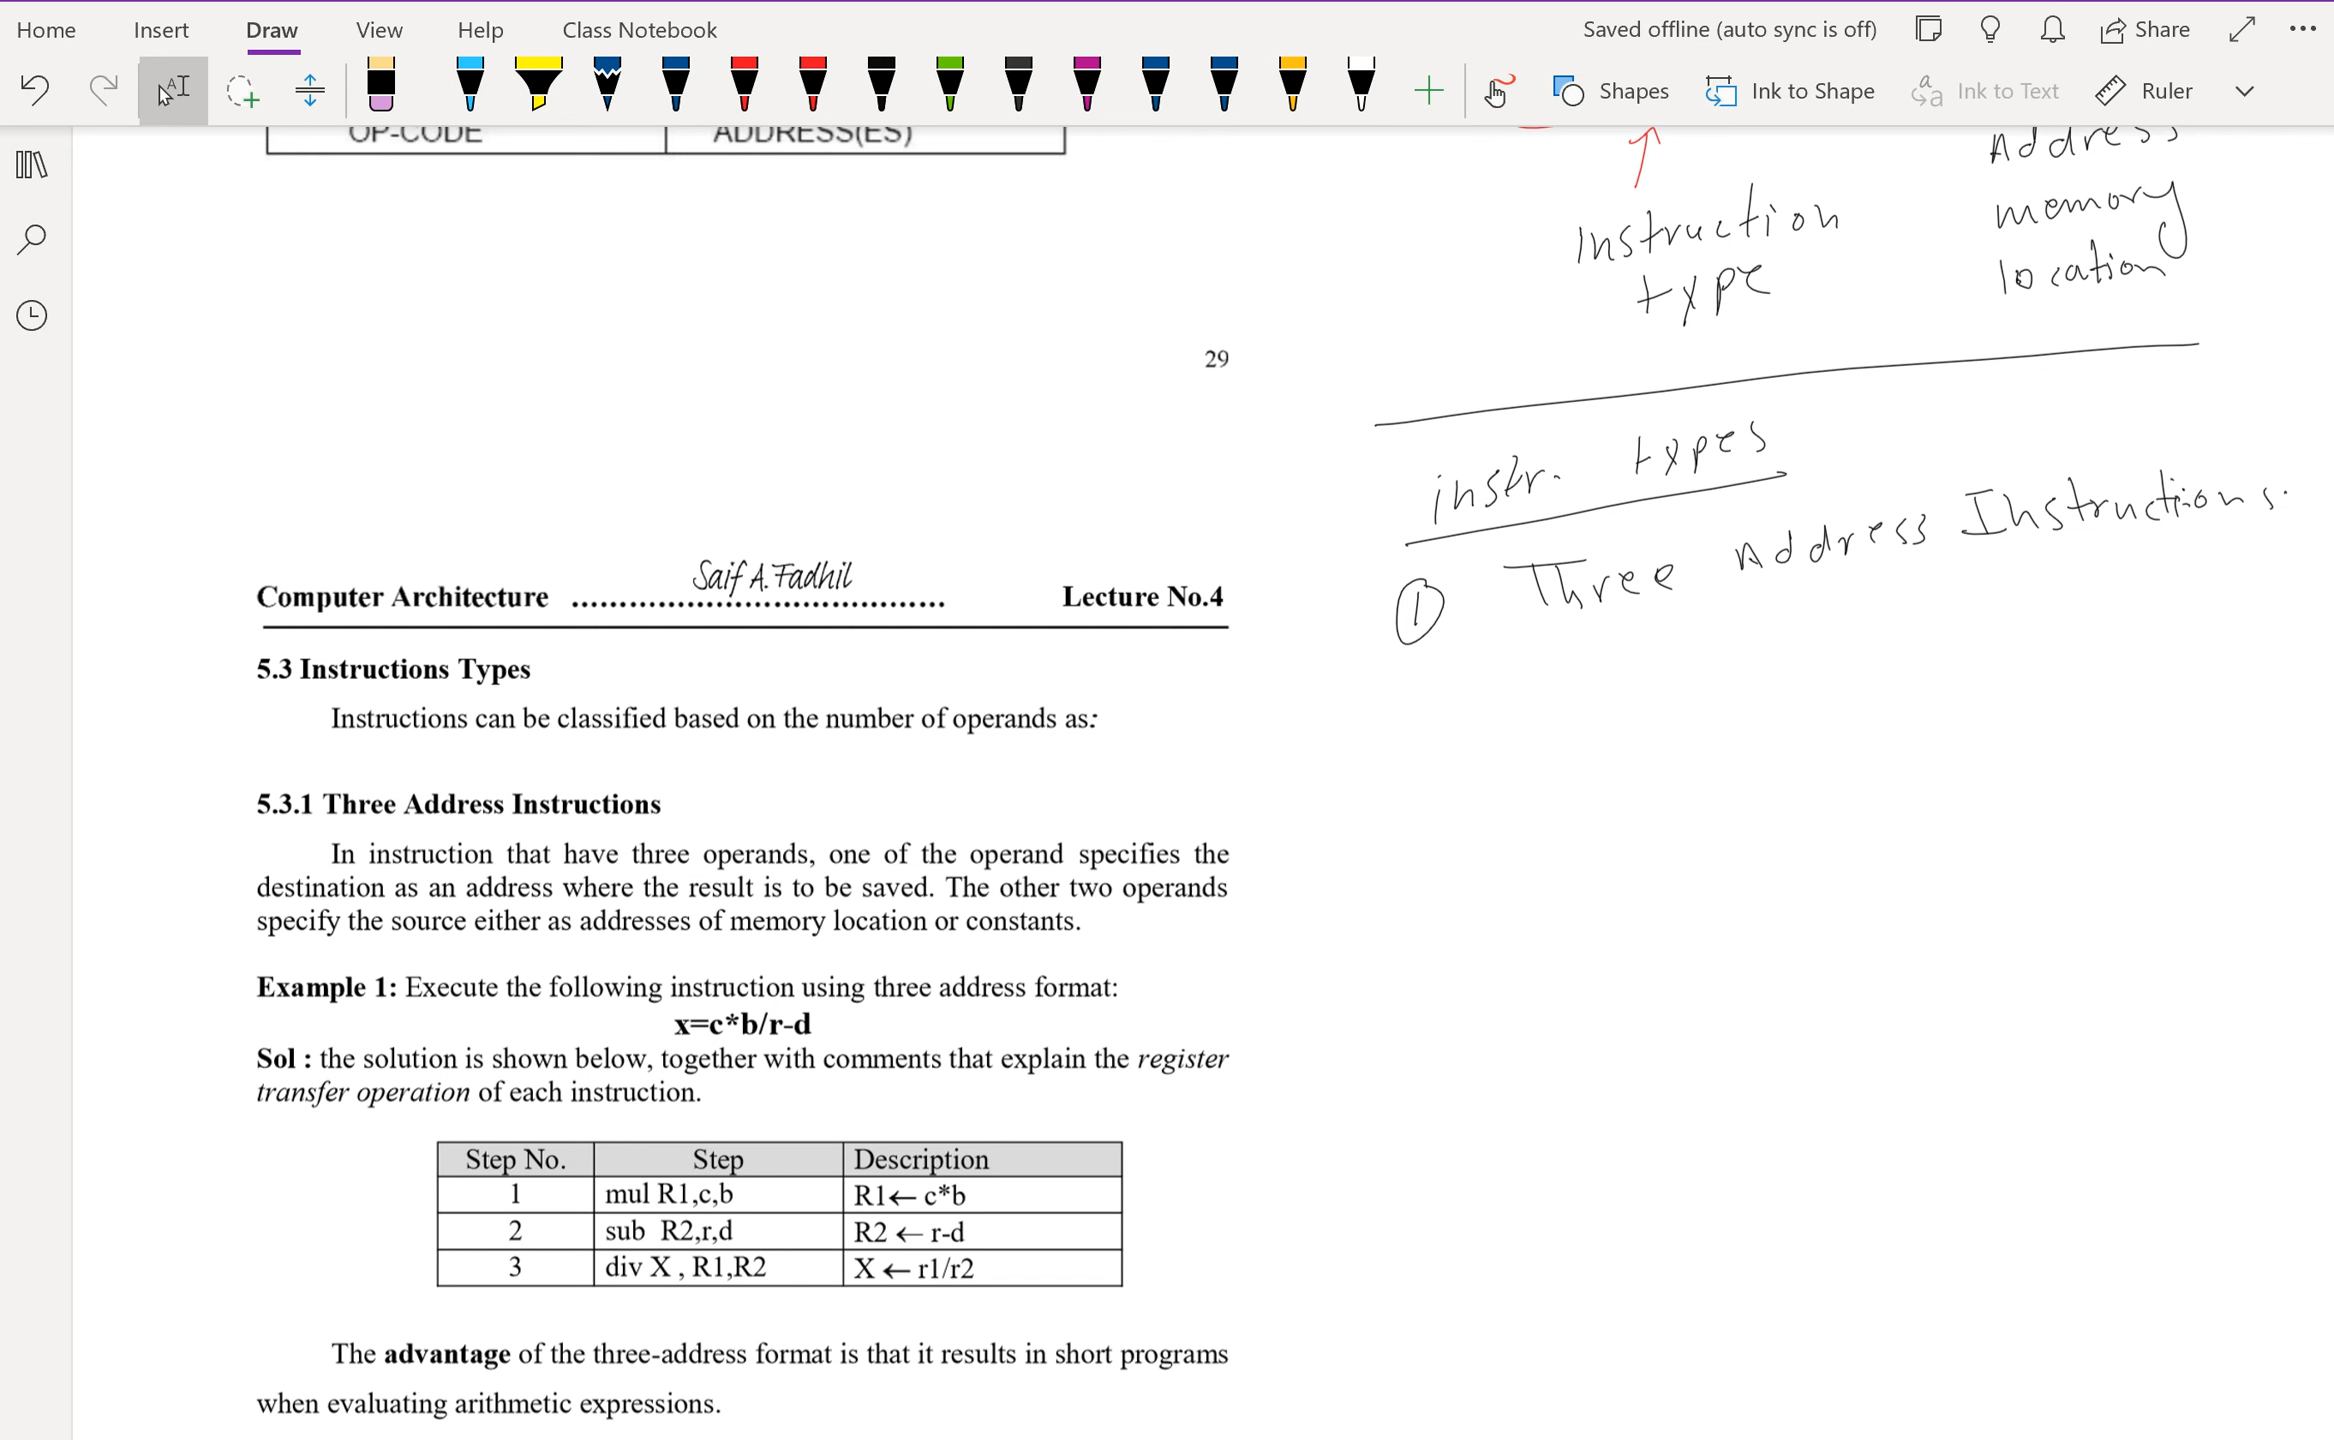 Home Insert Draw View Help Class Notebook Saved offline (auto sync is off) Share
Shapes Ink to Shape Ink to Text Ruler
OP-CODE ADDRESS(ES)
Address
memory
location
Instruction
type
29
instr. types
① Three Address Instructions.
Saif A. Fadhil
Computer Architecture ........................................ Lecture No.4
5.3 Instructions Types
Instructions can be classified based on the number of operands as:
5.3.1 Three Address Instructions
In instruction that have three operands, one of the operand specifies the
destination as an address where the result is to be saved. The other two operands
specify the source either as addresses of memory location or constants.
Example 1: Execute the following instruction using three address format:
x=c*b/r-d
Sol : the solution is shown below, together with comments that explain the register
transfer operation of each instruction.
Step No. Step Description
1 mul R1,c,b R1← c*b
2 sub R2,r,d R2 ← r-d
3 div X , R1,R2 X ← r1/r2
The advantage of the three-address format is that it results in short programs
when evaluating arithmetic expressions.